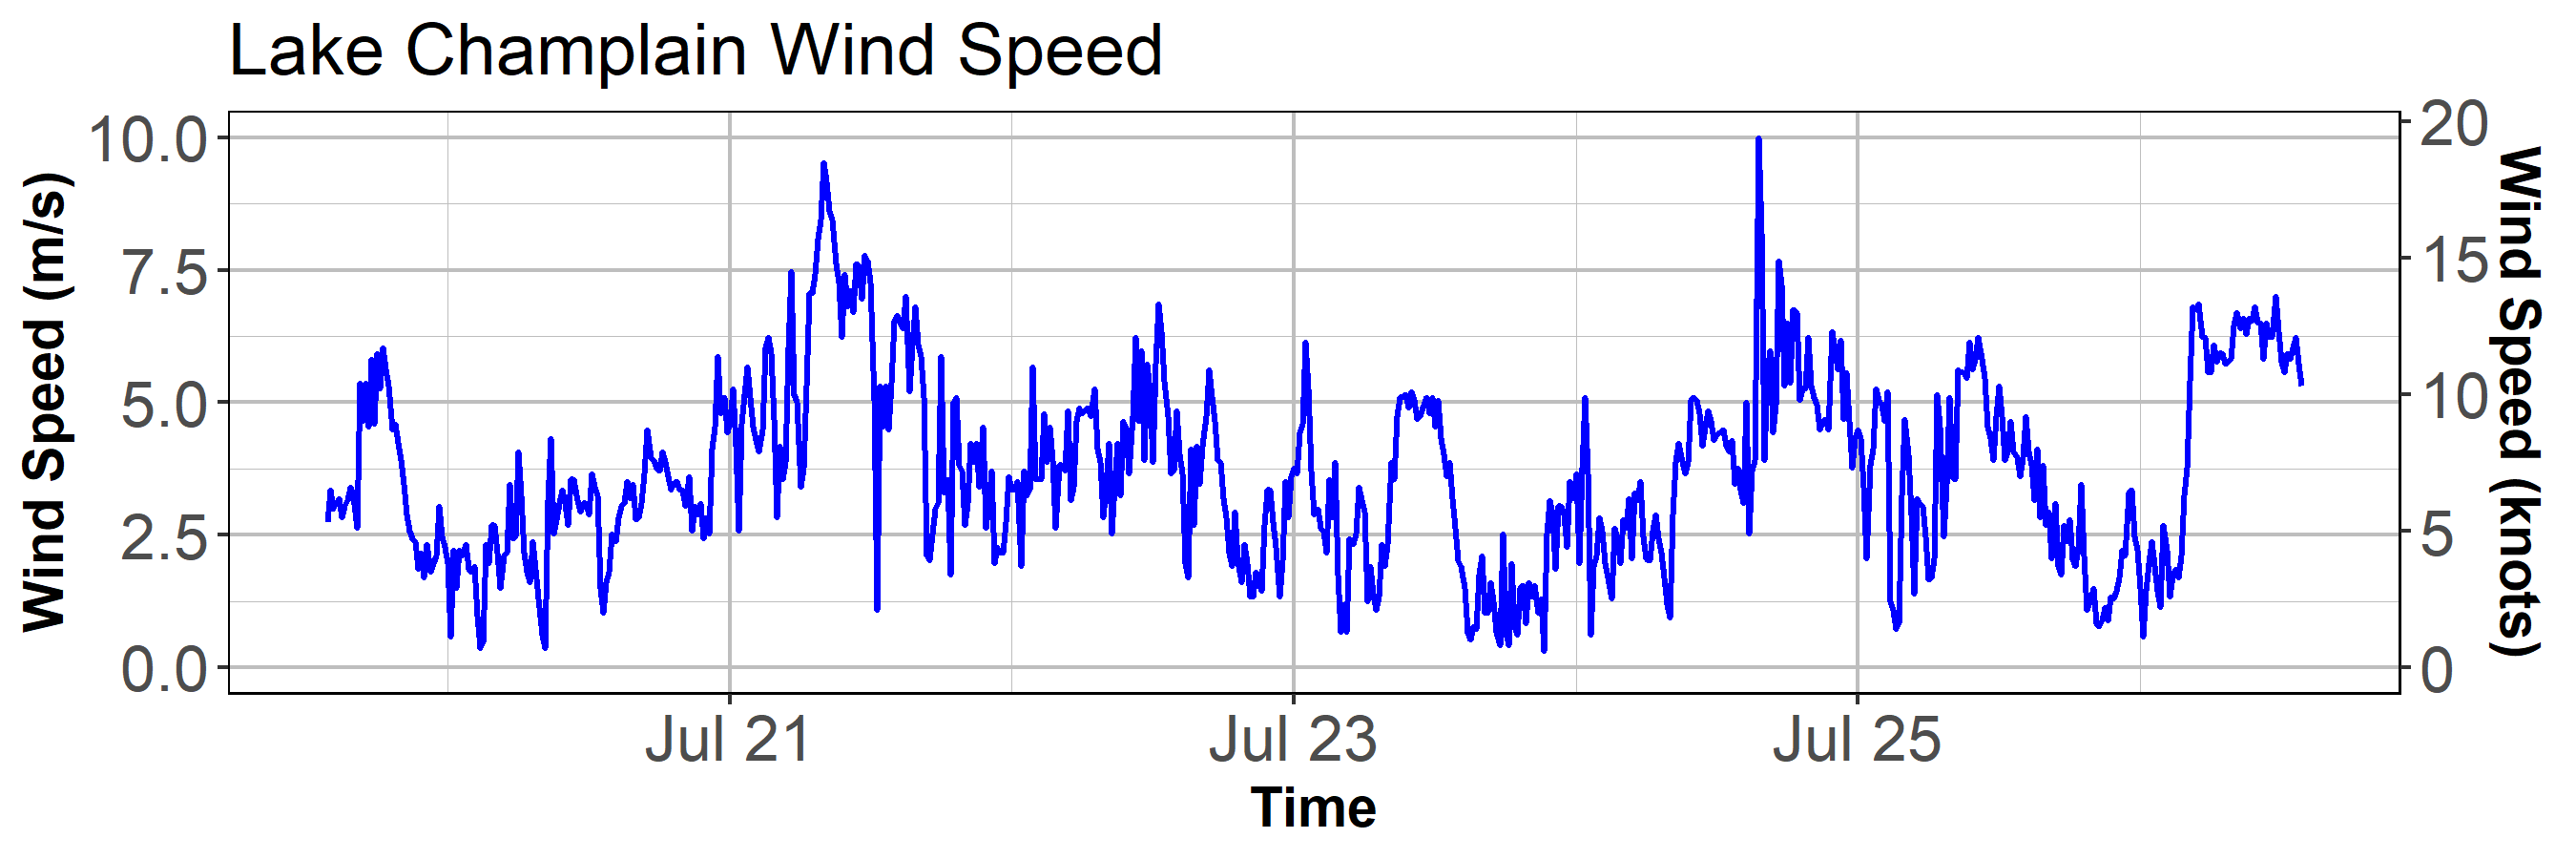 Lake Champlain Wind Speed
Wind Speed (m/s)
10.0
7.5
5.0
2.5
0.0
20
15
10
5
0
Wind Speed (knots)
Jul 21
Jul 23
Jul 25
Time